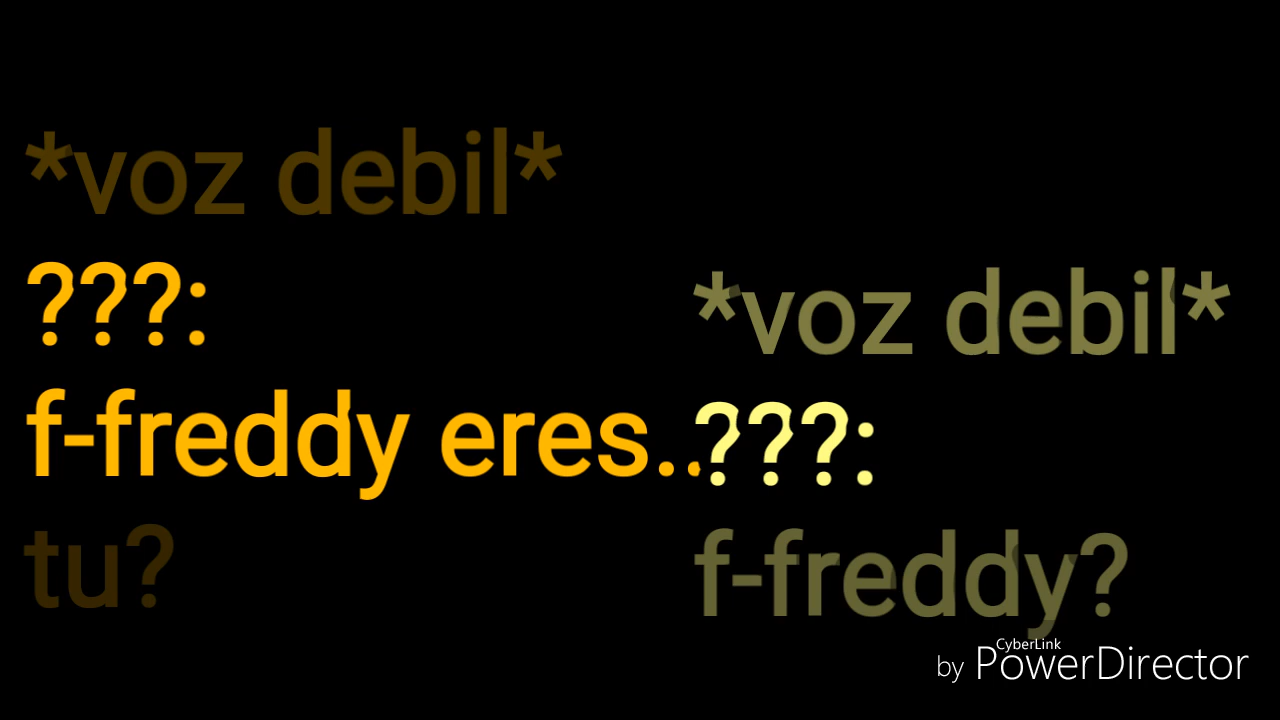 *voz debil*
???:
f-freddy eres..
tu?
*voz debil*
???:
f-freddy?
by CyberLink PowerDirector